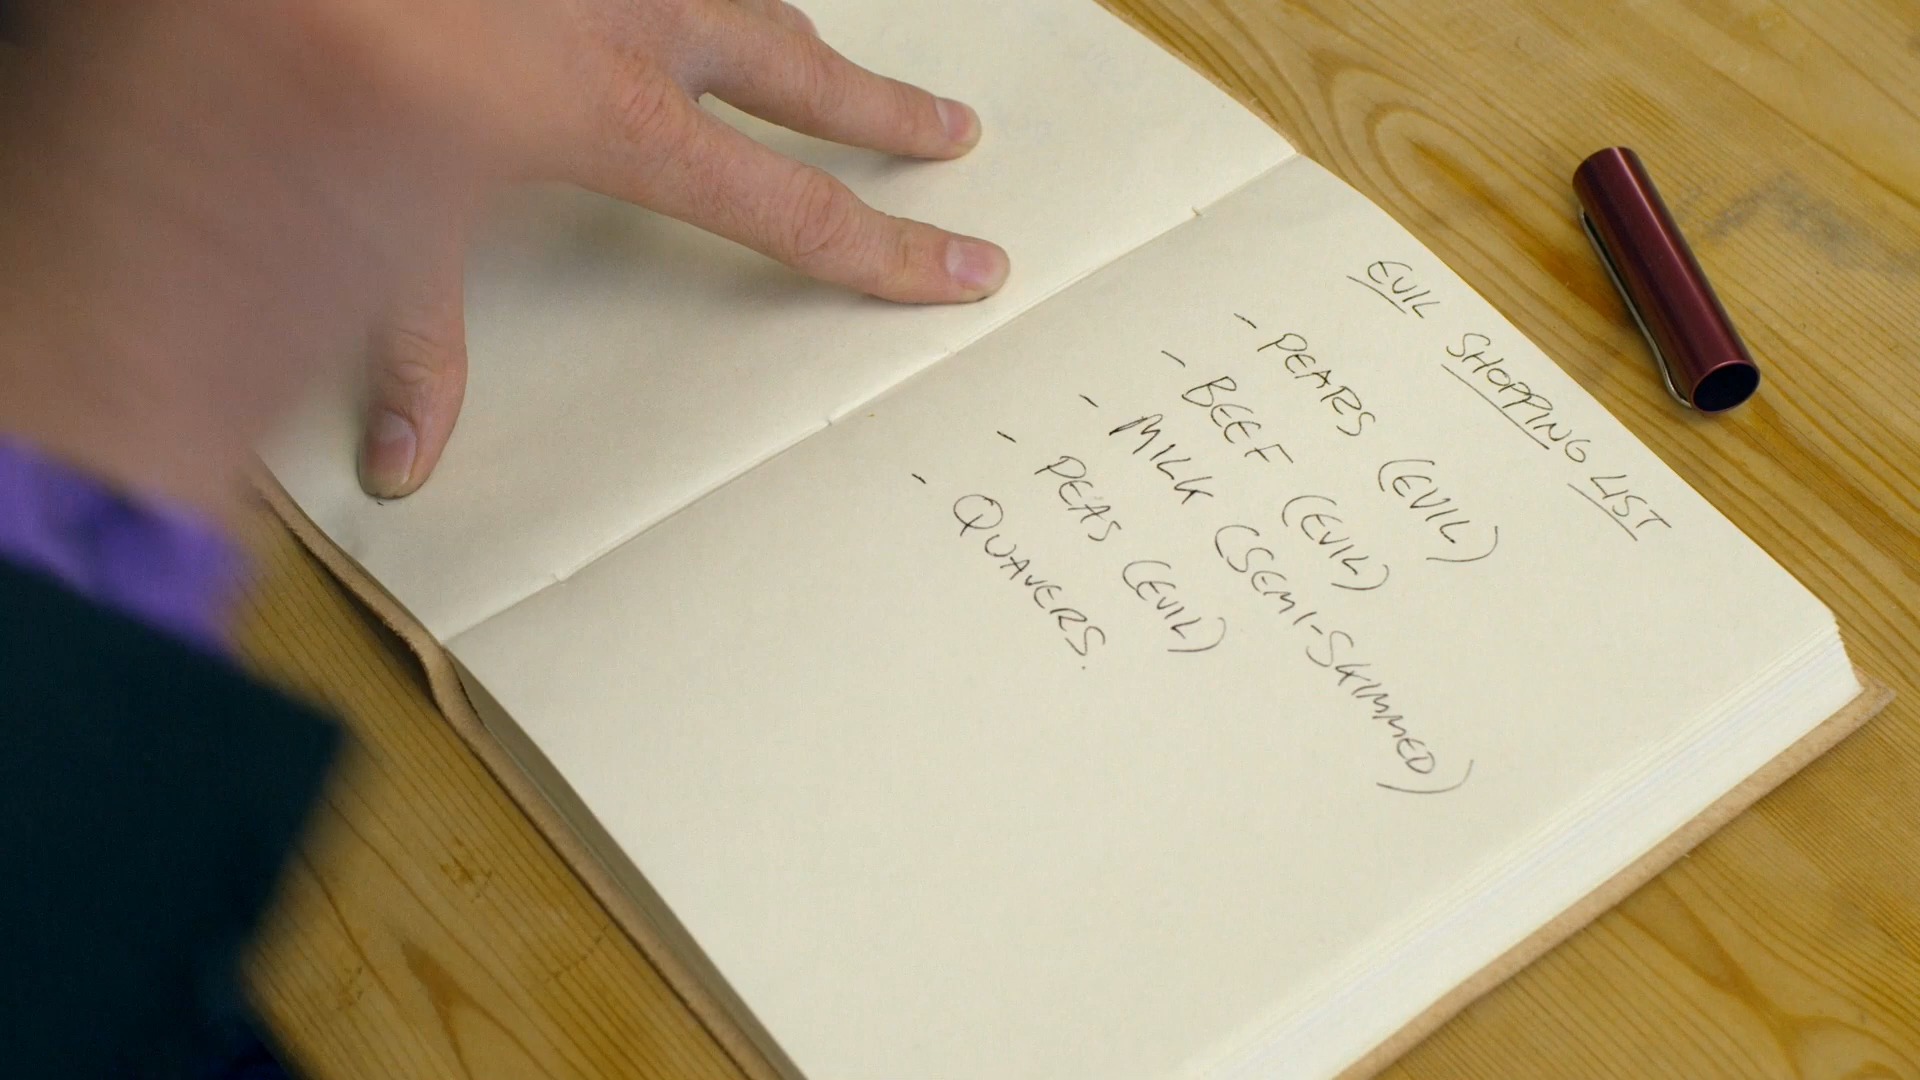 EVIL SHOPPING LIST
- PEARS (EVIL)
- BEEF (EVIL)
- MILK (SEMI-SKIMMED)
- PEAS (EVIL)
- QUAVERS.